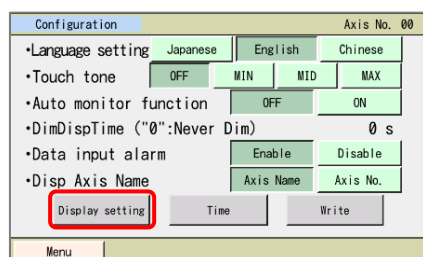 Configuration Axis No. 00
･Language setting Japanese English Chinese
･Touch tone OFF MIN MID MAX
･Auto monitor function OFF ON
･DimDispTime ("0":Never Dim) 0 s
･Data input alarm Enable Disable
･Disp Axis Name Axis Name Axis No.
Display setting Time Write
Menu